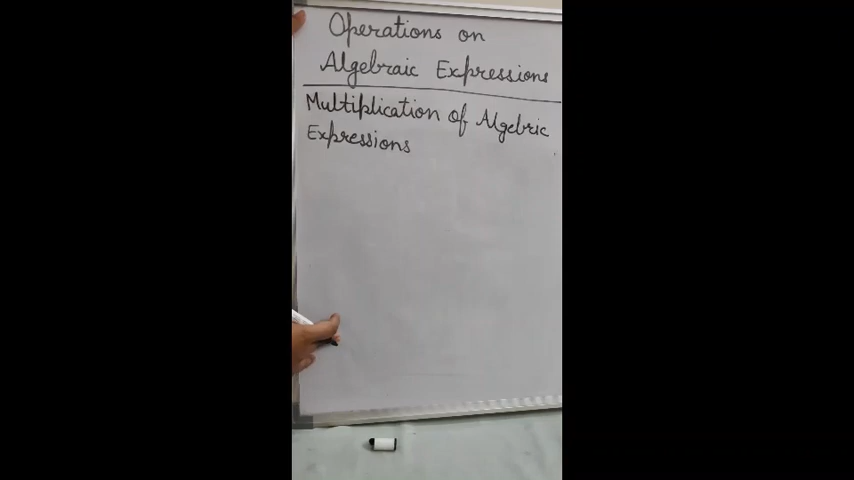 Operations on
Algebraic Expressions
Multiplication of Algebric
Expressions